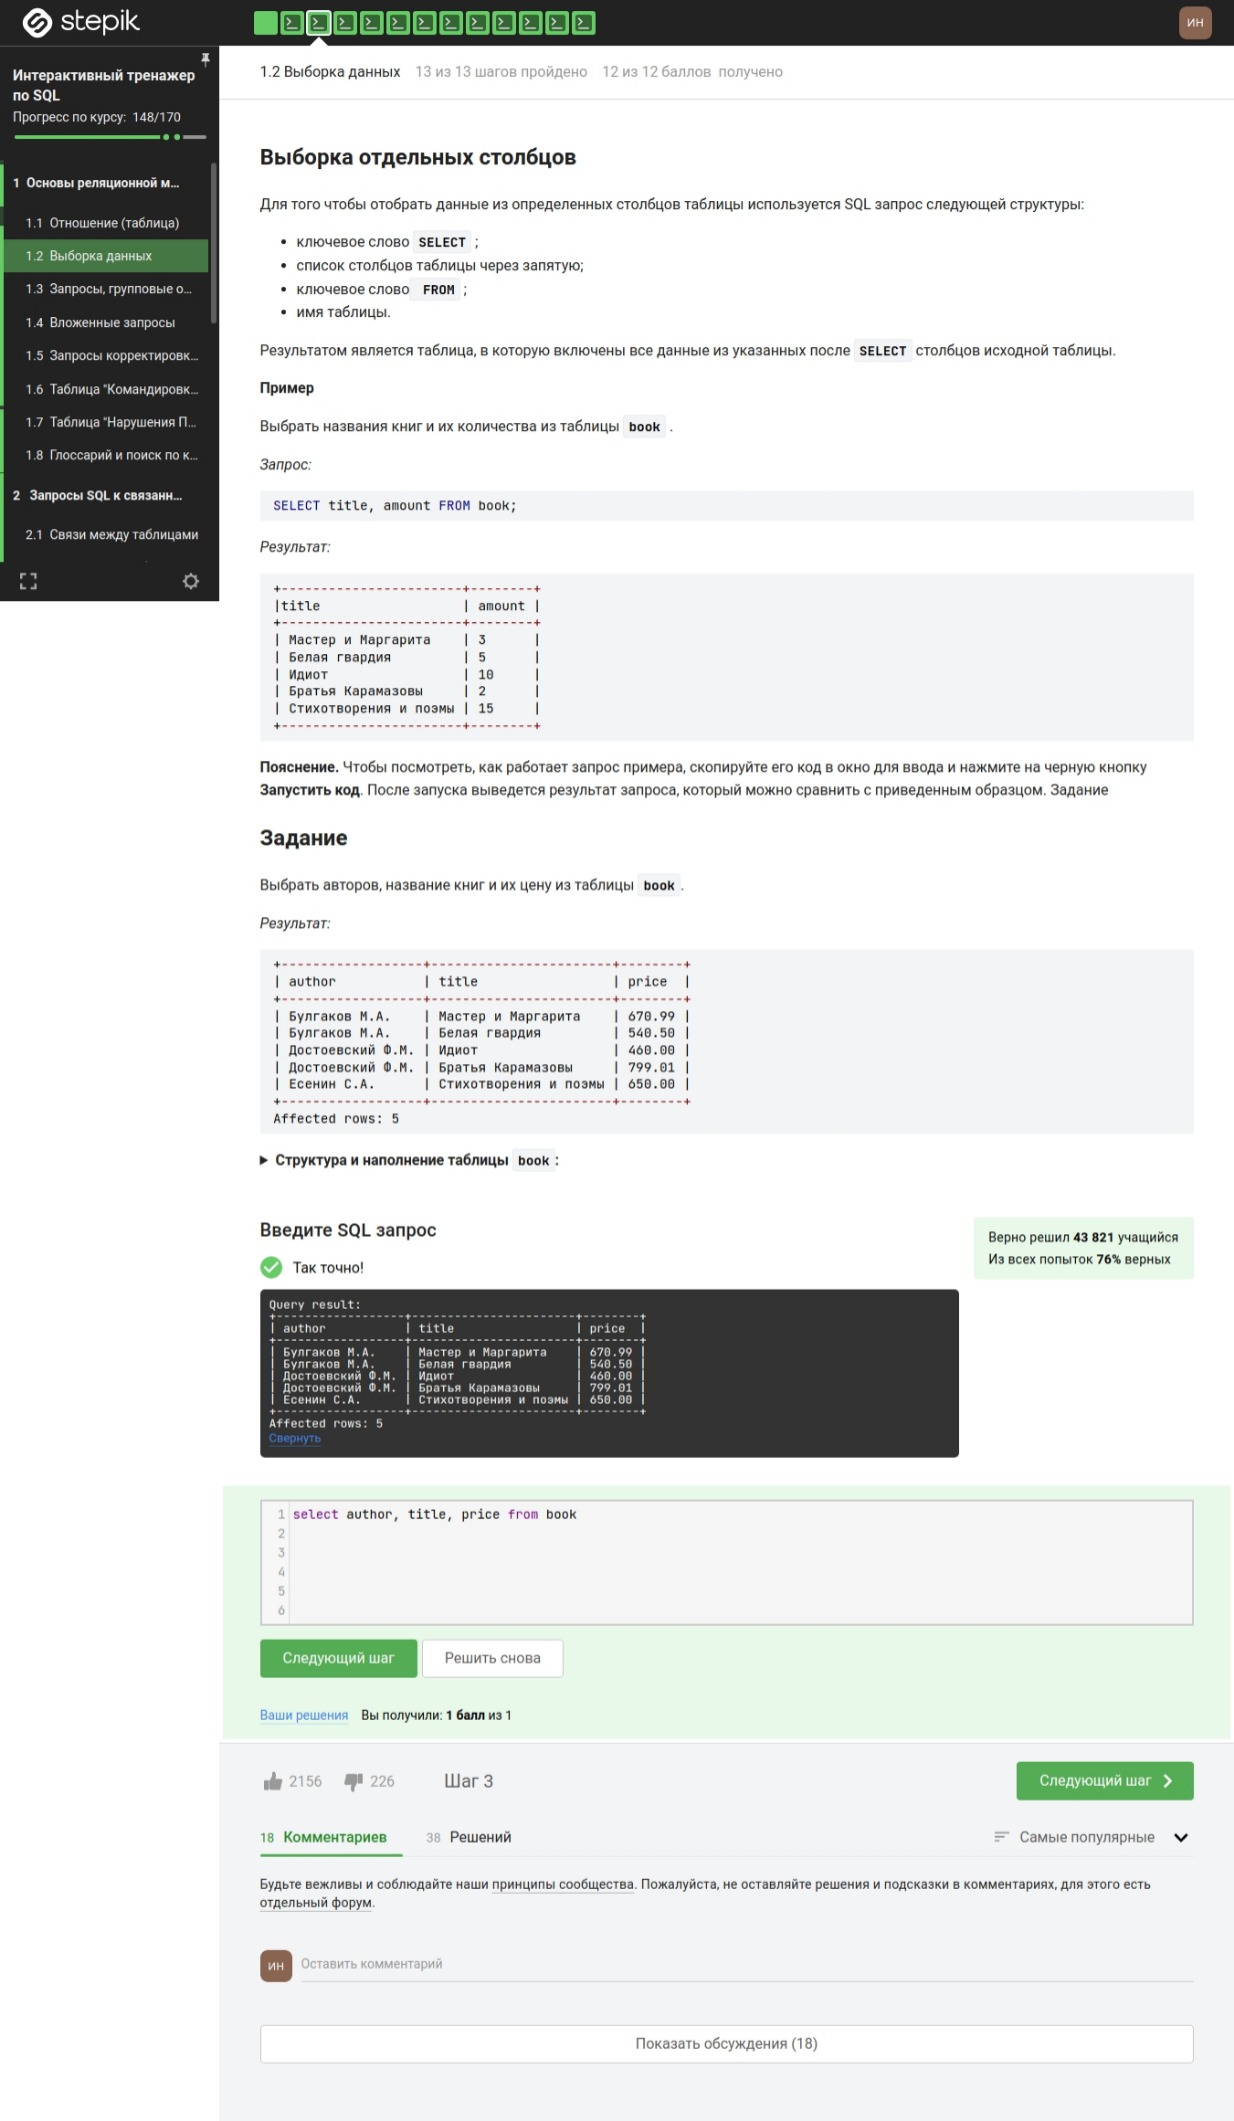 stepik
ИН
Интерактивный тренажер
по SQL
Прогресс по курсу: 148/170
1 Основы реляционной м...
1.1 Отношение (таблица)
1.2 Выборка данных
1.3 Запросы, групповые о...
1.4 Вложенные запросы
1.5 Запросы корректировк...
1.6 Таблица "Командировк...
1.7 Таблица "Нарушения П...
1.8 Глоссарий и поиск по к...
2 Запросы SQL к связанн...
2.1 Связи между таблицами
1.2 Выборка данных 13 из 13 шагов пройдено 12 из 12 баллов получено
Выборка отдельных столбцов
Для того чтобы отобрать данные из определенных столбцов таблицы используется SQL запрос следующей структуры:
• ключевое слово SELECT ;
• список столбцов таблицы через запятую;
• ключевое слово FROM ;
• имя таблицы.
Результатом является таблица, в которую включены все данные из указанных после SELECT столбцов исходной таблицы.
Пример
Выбрать названия книг и их количества из таблицы book .
Запрос:
SELECT title, amount FROM book;
Результат:
+-----------------------+--------+
|title                  | amount |
+-----------------------+--------+
| Мастер и Маргарита    | 3      |
| Белая гвардия         | 5      |
| Идиот                 | 10     |
| Братья Карамазовы     | 2      |
| Стихотворения и поэмы | 15     |
+-----------------------+--------+
Пояснение. Чтобы посмотреть, как работает запрос примера, скопируйте его код в окно для ввода и нажмите на черную кнопку
Запустить код. После запуска выведется результат запроса, который можно сравнить с приведенным образцом. Задание
Задание
Выбрать авторов, название книг и их цену из таблицы book .
Результат:
+------------------+-----------------------+--------+
| author           | title                 | price  |
+------------------+-----------------------+--------+
| Булгаков М.А.    | Мастер и Маргарита    | 670.99 |
| Булгаков М.А.    | Белая гвардия         | 540.50 |
| Достоевский Ф.М. | Идиот                 | 460.00 |
| Достоевский Ф.М. | Братья Карамазовы     | 799.01 |
| Есенин С.А.      | Стихотворения и поэмы | 650.00 |
+------------------+-----------------------+--------+
Affected rows: 5
▶ Структура и наполнение таблицы book :
Введите SQL запрос
Верно решил 43 821 учащийся
Из всех попыток 76% верных
Так точно!
Query result:
+------------------+-----------------------+--------+
| author           | title                 | price  |
+------------------+-----------------------+--------+
| Булгаков М.А.    | Мастер и Маргарита    | 670.99 |
| Булгаков М.А.    | Белая гвардия         | 540.50 |
| Достоевский Ф.М. | Идиот                 | 460.00 |
| Достоевский Ф.М. | Братья Карамазовы     | 799.01 |
| Есенин С.А.      | Стихотворения и поэмы | 650.00 |
+------------------+-----------------------+--------+
Affected rows: 5
Свернуть
1 select author, title, price from book
2
3
4
5
6
Следующий шаг Решить снова
Ваши решения Вы получили: 1 балл из 1
2156 226 Шаг 3 Следующий шаг
18 Комментариев 38 Решений Самые популярные
Будьте вежливы и соблюдайте наши принципы сообщества. Пожалуйста, не оставляйте решения и подсказки в комментариях, для этого есть
отдельный форум.
ИН Оставить комментарий
Показать обсуждения (18)